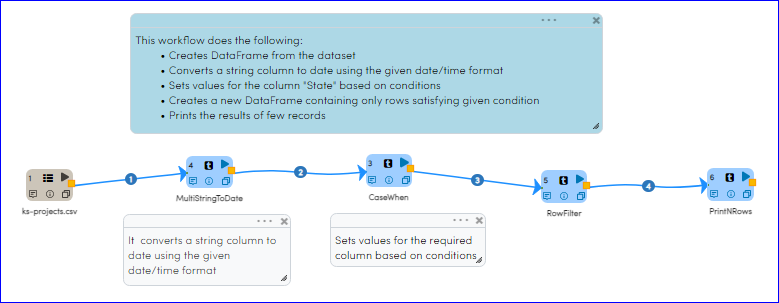 This workflow does the following:
• Creates DataFrame from the dataset
• Converts a string column to date using the given date/time format
• Sets values for the column "State" based on conditions
• Creates a new DataFrame containing only rows satisfying given condition
• Prints the results of few records
1
ks-projects.csv
1
4
MultiStringToDate
2
3
CaseWhen
3
5
RowFilter
4
6
PrintNRows
It converts a string column to
date using the given
date/time format
Sets values for the required
column based on conditions